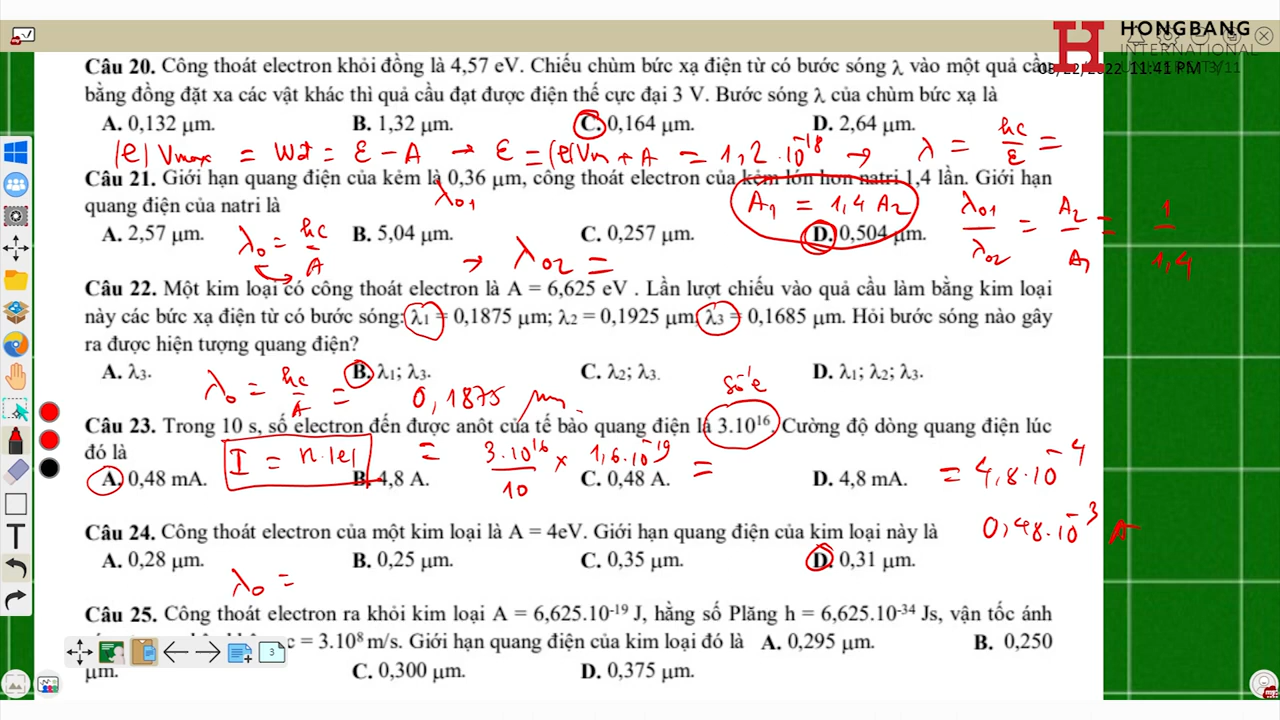 HONGBANG
INTERNATIONAL
UNIVERSITY
08/22/2022 11:41 PM 3/11
Câu 20. Công thoát electron khỏi đồng là 4,57 eV. Chiếu chùm bức xạ điện từ có bước sóng λ vào một quả cầu
bằng đồng đặt xa các vật khác thì quả cầu đạt được điện thế cực đại 3 V. Bước sóng λ của chùm bức xạ là
A. 0,132 μm. B. 1,32 μm. C. 0,164 μm. D. 2,64 μm.
|e| Vmax = Wđ = ε - A → ε = |e|Vm + A = 1,2.10⁻¹⁸ → λ = hc/ε =
Câu 21. Giới hạn quang điện của kẽm là 0,36 μm, công thoát electron của kẽm lớn hơn natri 1,4 lần. Giới hạn
quang điện của natri là
λ01
A1 = 1,4 A2
λ01/λ02 = A2/A1 = 1/1,4
A. 2,57 μm. B. 5,04 μm. C. 0,257 μm. D. 0,504 μm.
λ0 = hc/A
→ λ02 =
Câu 22. Một kim loại có công thoát electron là A = 6,625 eV . Lần lượt chiếu vào quả cầu làm bằng kim loại
này các bức xạ điện từ có bước sóng: λ1 = 0,1875 μm; λ2 = 0,1925 μm; λ3 = 0,1685 μm. Hỏi bước sóng nào gây
ra được hiện tượng quang điện?
A. λ3. B. λ1; λ3. C. λ2; λ3. D. λ1; λ2; λ3.
λ0 = hc/A = 0,1875 μm.
số e
Câu 23. Trong 10 s, số electron đến được anôt của tế bào quang điện là 3.10¹⁶. Cường độ dòng quang điện lúc
đó là
I = n.|e| = 3.10¹⁶/10 × 1,6.10⁻¹⁹ = = 4,8.10⁻⁴
A. 0,48 mA. B. 4,8 A. C. 0,48 A. D. 4,8 mA.
0,48.10⁻³ A
Câu 24. Công thoát electron của một kim loại là A = 4eV. Giới hạn quang điện của kim loại này là
A. 0,28 μm. B. 0,25 μm. C. 0,35 μm. D. 0,31 μm.
λ0 =
Câu 25. Công thoát electron ra khỏi kim loại A = 6,625.10⁻¹⁹ J, hằng số Plăng h = 6,625.10⁻³⁴ Js, vận tốc ánh
c = 3.10⁸ m/s. Giới hạn quang điện của kim loại đó là A. 0,295 μm. B. 0,250
μm. C. 0,300 μm. D. 0,375 μm.
3